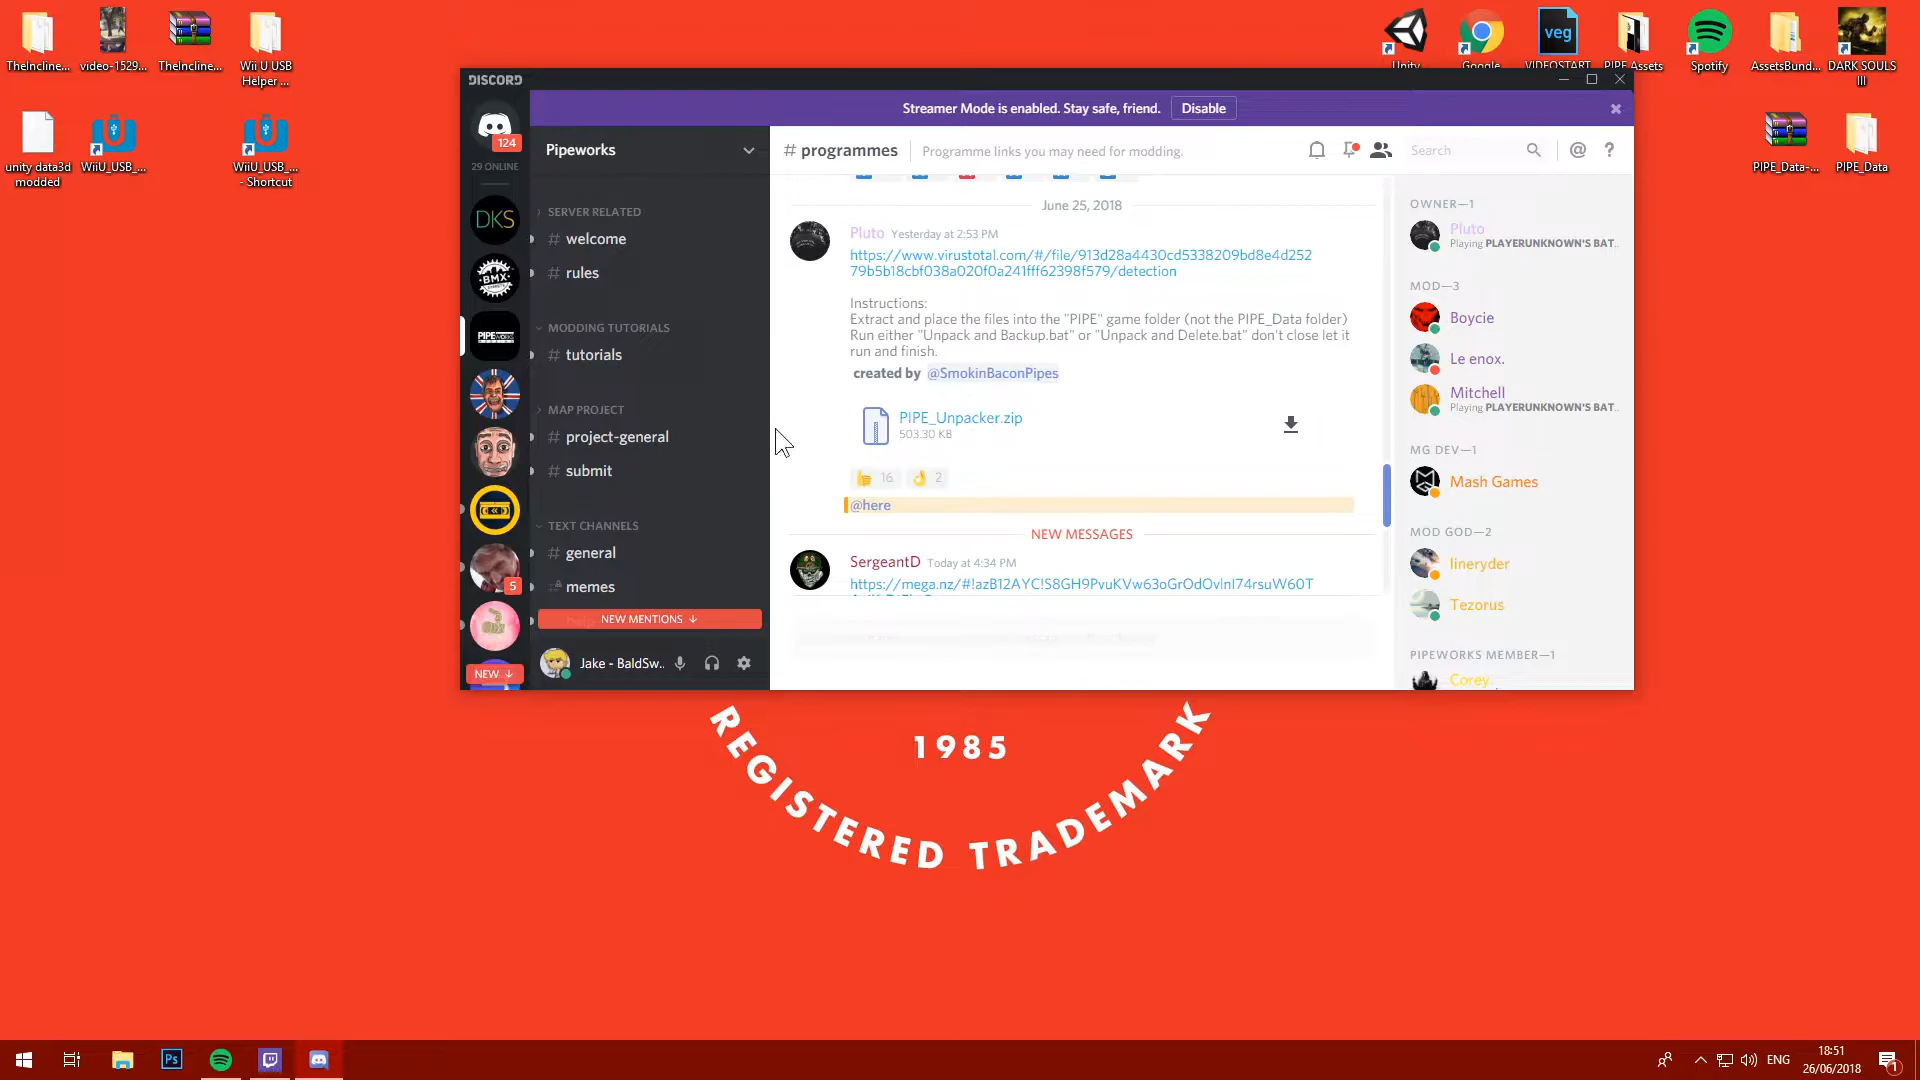 TheIncline...
video-1529...
TheIncline...
Wii U USB
Helper ...
unity data3d
modded
WiiU_USB_...
WiiU_USB_...
- Shortcut
Unity
Google
veg
VIDEOSTART
PIPE Assets
Spotify
AssetsBund...
DARK SOULS
III
PIPE_Data-...
PIPE_Data
DISCORD
Streamer Mode is enabled. Stay safe, friend.
Disable
124
29 ONLINE
DKS
BMX
PIPEWORKS
5
NEW ↓
Pipeworks
SERVER RELATED
# welcome
# rules
MODDING TUTORIALS
# tutorials
MAP PROJECT
# project-general
# submit
TEXT CHANNELS
# general
memes
NEW MENTIONS ↓
Jake - BaldSw..
# programmes
Programme links you may need for modding.
Search
June 25, 2018
Pluto Yesterday at 2:53 PM
https://www.virustotal.com/#/file/913d28a4430cd5338209bd8e4d252
79b5b18cbf038a020f0a241fff62398f579/detection
Instructions:
Extract and place the files into the "PIPE" game folder (not the PIPE_Data folder)
Run either "Unpack and Backup.bat" or "Unpack and Delete.bat" don't close let it
run and finish.
created by @SmokinBaconPipes
PIPE_Unpacker.zip
503.30 KB
16
2
@here
NEW MESSAGES
SergeantD Today at 4:34 PM
https://mega.nz/#!azB12AYC!S8GH9PvuKVw63oGrOdOvlnI74rsuW60T
OWNER—1
Pluto
Playing PLAYERUNKNOWN'S BAT..
MOD—3
Boycie
Le enox.
Mitchell
Playing PLAYERUNKNOWN'S BAT..
MG DEV—1
Mash Games
MOD GOD—2
lineryder
Tezorus
PIPEWORKS MEMBER—1
Corey
1985
REGISTERED TRADEMARK
Ps
ENG
18:51
26/06/2018
1